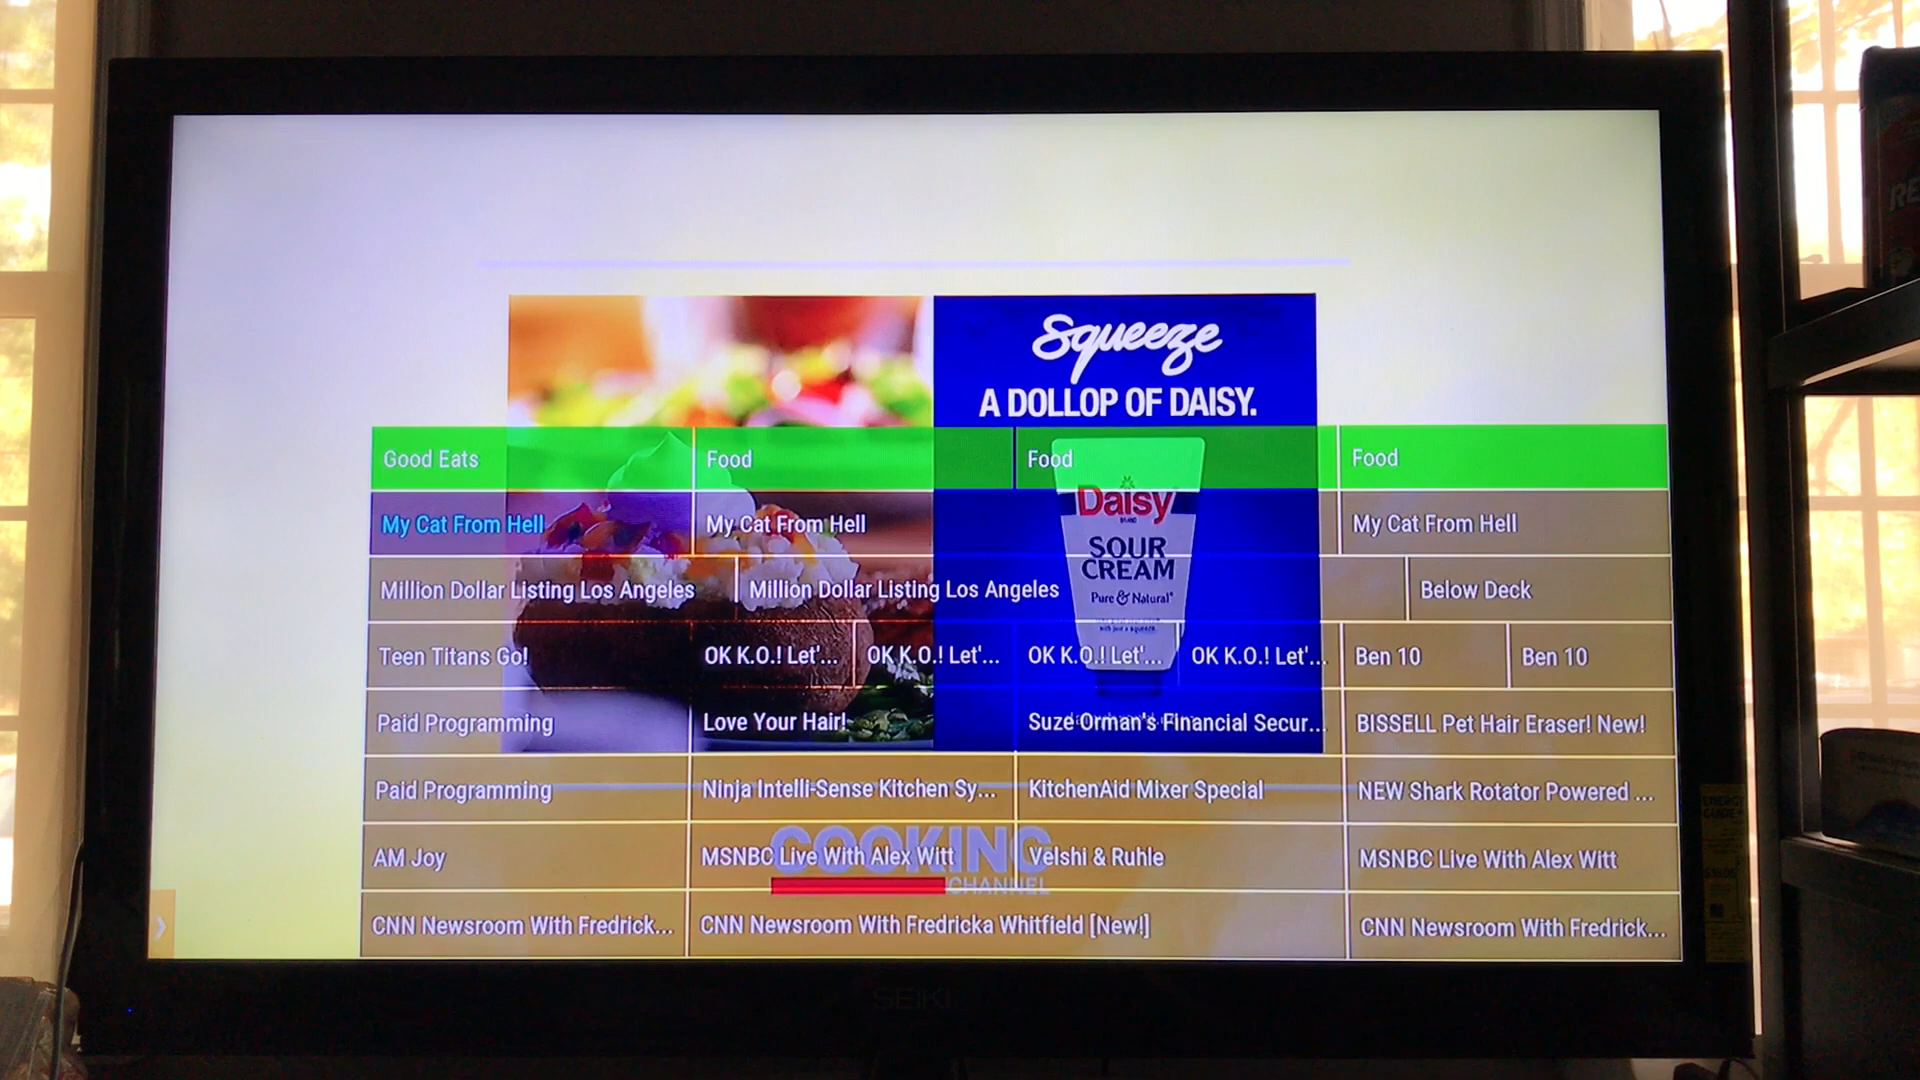 Squeeze
A DOLLOP OF DAISY.
Good Eats Food Food Food
My Cat From Hell My Cat From Hell My Cat From Hell
Daisy
BRAND
SOUR
CREAM
Pure & Natural
Million Dollar Listing Los Angeles Million Dollar Listing Los Angeles Below Deck
Teen Titans Go! OK K.O.! Let'... OK K.O.! Let'... OK K.O.! Let'... OK K.O.! Let'... Ben 10 Ben 10
Paid Programming Love Your Hair! Suze Orman's Financial Secur... BISSELL Pet Hair Eraser! New!
Paid Programming Ninja Intelli-Sense Kitchen Sy... KitchenAid Mixer Special NEW Shark Rotator Powered ...
COOKING
CHANNEL
AM Joy MSNBC Live With Alex Witt Velshi & Ruhle MSNBC Live With Alex Witt
CNN Newsroom With Fredrick... CNN Newsroom With Fredricka Whitfield [New!] CNN Newsroom With Fredrick...
SEIKI
ENERGY
GUIDE
RE